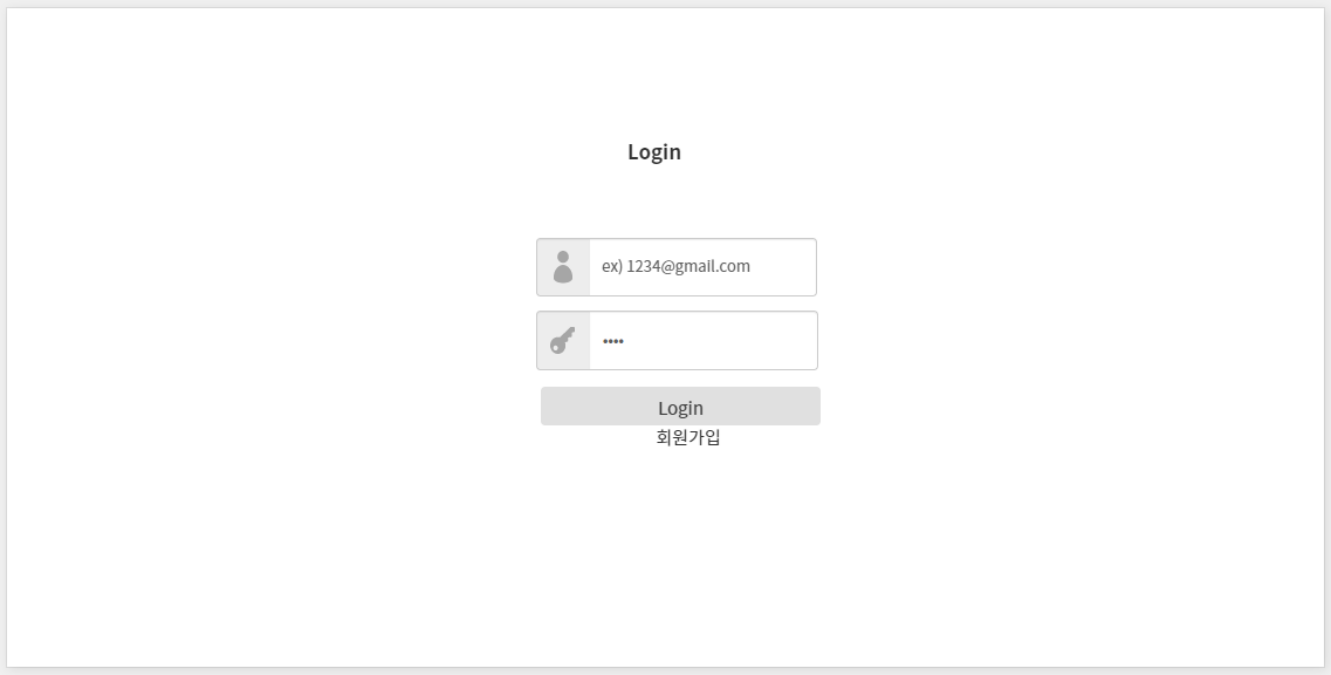 Login
ex) 1234@gmail.com
••••
Login
회원가입